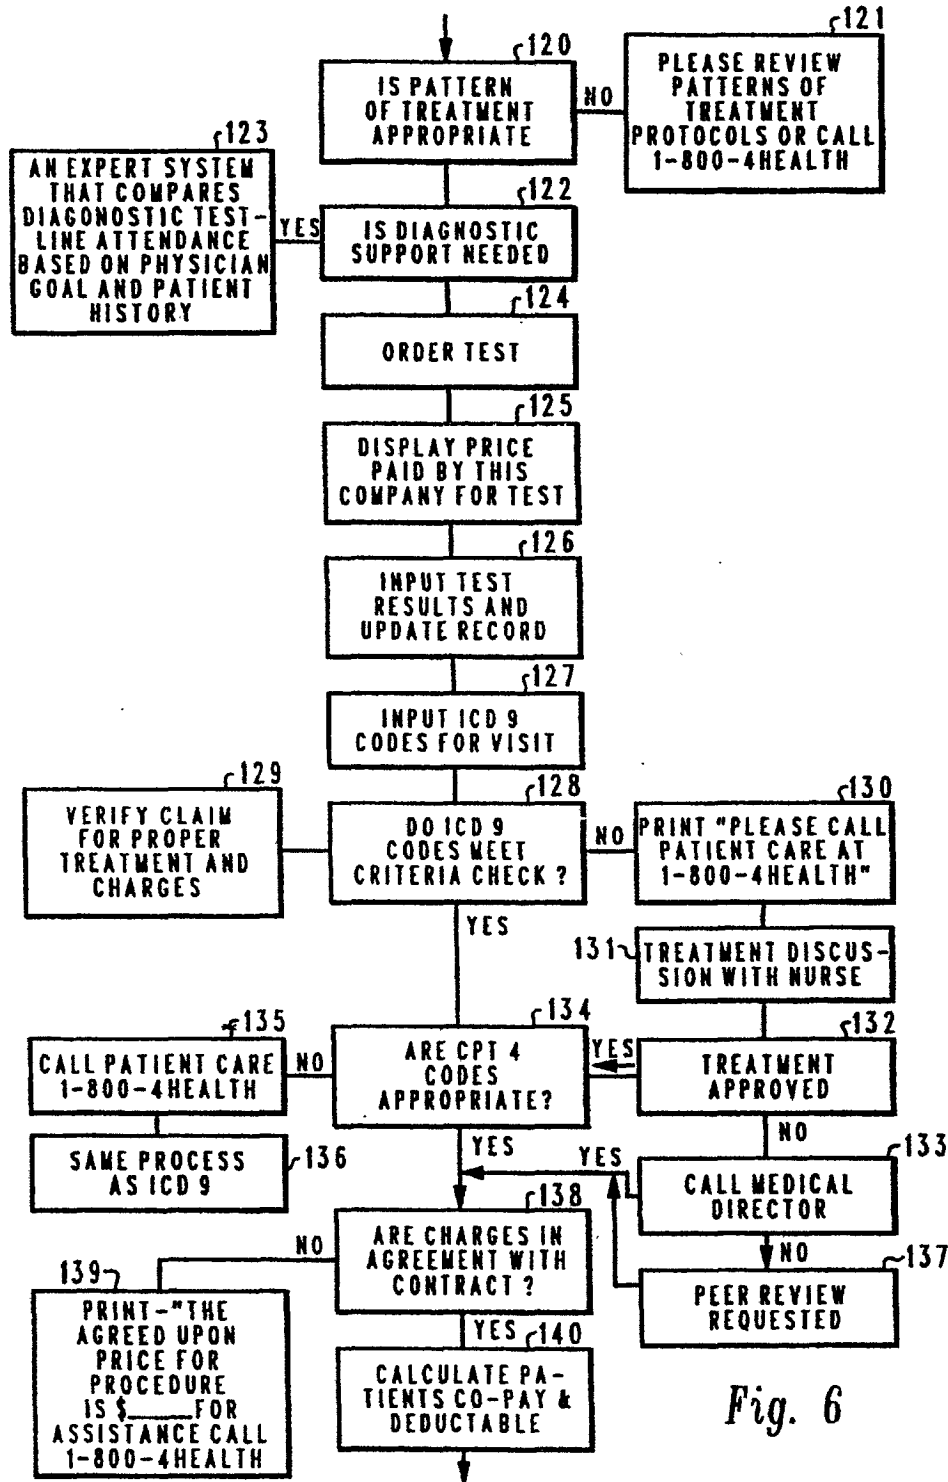 120
IS PATTERN
OF TREATMENT
APPROPRIATE
NO
121
PLEASE REVIEW
PATTERNS OF
TREATMENT
PROTOCOLS OR CALL
1-800-4HEALTH
123
AN EXPERT SYSTEM
THAT COMPARES
DIAGONOSTIC TEST-
LINE ATTENDANCE
BASED ON PHYSICIAN
GOAL AND PATIENT
HISTORY
YES
122
IS DIAGNOSTIC
SUPPORT NEEDED
124
ORDER TEST
125
DISPLAY PRICE
PAID BY THIS
COMPANY FOR TEST
126
INPUT TEST
RESULTS AND
UPDATE RECORD
127
INPUT ICD 9
CODES FOR VISIT
129
VERIFY CLAIM
FOR PROPER
TREATMENT AND
CHARGES
128
DO ICD 9
CODES MEET
CRITERIA CHECK ?
NO
YES
130
PRINT "PLEASE CALL
PATIENT CARE AT
1-800-4HEALTH"
131
TREATMENT DISCUS-
SION WITH NURSE
132
TREATMENT
APPROVED
YES
NO
134
ARE CPT 4
CODES
APPROPRIATE?
NO
YES
135
CALL PATIENT CARE
1-800-4HEALTH
SAME PROCESS
AS ICD 9
136
133
CALL MEDICAL
DIRECTOR
YES
NO
137
PEER REVIEW
REQUESTED
138
ARE CHARGES IN
AGREEMENT WITH
CONTRACT ?
NO
YES
139
PRINT-"THE
AGREED UPON
PRICE FOR
PROCEDURE
IS $____FOR
ASSISTANCE CALL
1-800-4HEALTH
140
CALCULATE PA-
TIENTS CO-PAY &
DEDUCTABLE
Fig. 6